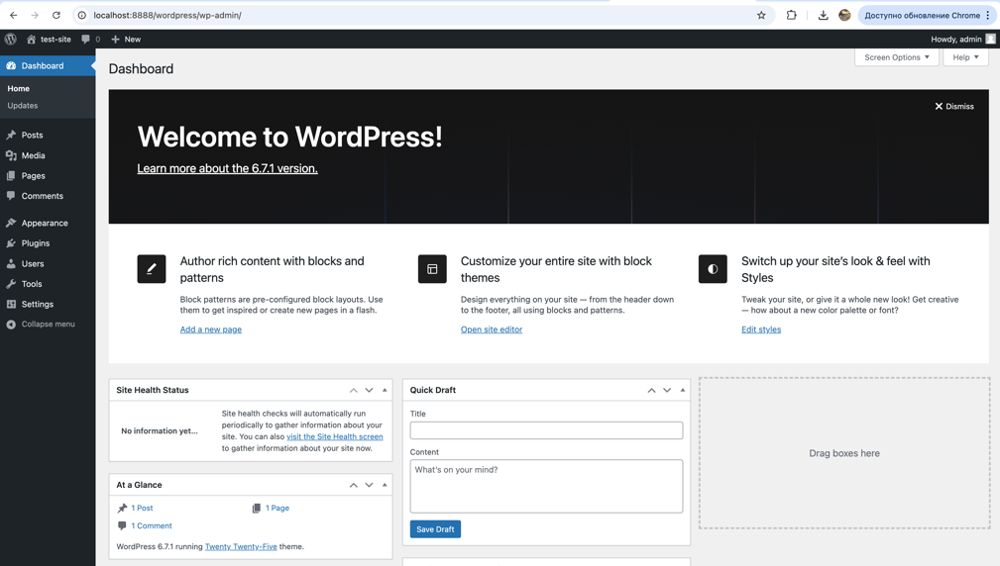 localhost:8888/wordpress/wp-admin/
Доступно обновление Chrome
test-site 0 New
Howdy, admin
Dashboard
Home
Updates
Posts
Media
Pages
Comments
Appearance
Plugins
Users
Tools
Settings
Collapse menu
Dashboard
Screen Options
Help
Dismiss
Welcome to WordPress!
Learn more about the 6.7.1 version.
Author rich content with blocks and
patterns
Block patterns are pre-configured block layouts. Use
them to get inspired or create new pages in a flash.
Add a new page
Customize your entire site with block
themes
Design everything on your site — from the header down
to the footer, all using blocks and patterns.
Open site editor
Switch up your site's look & feel with
Styles
Tweak your site, or give it a whole new look! Get creative
— how about a new color palette or font?
Edit styles
Site Health Status
No information yet...
Site health checks will automatically run
periodically to gather information about your
site. You can also visit the Site Health screen
to gather information about your site now.
At a Glance
1 Post
1 Page
1 Comment
WordPress 6.7.1 running Twenty Twenty-Five theme.
Quick Draft
Title
Content
What's on your mind?
Save Draft
Drag boxes here